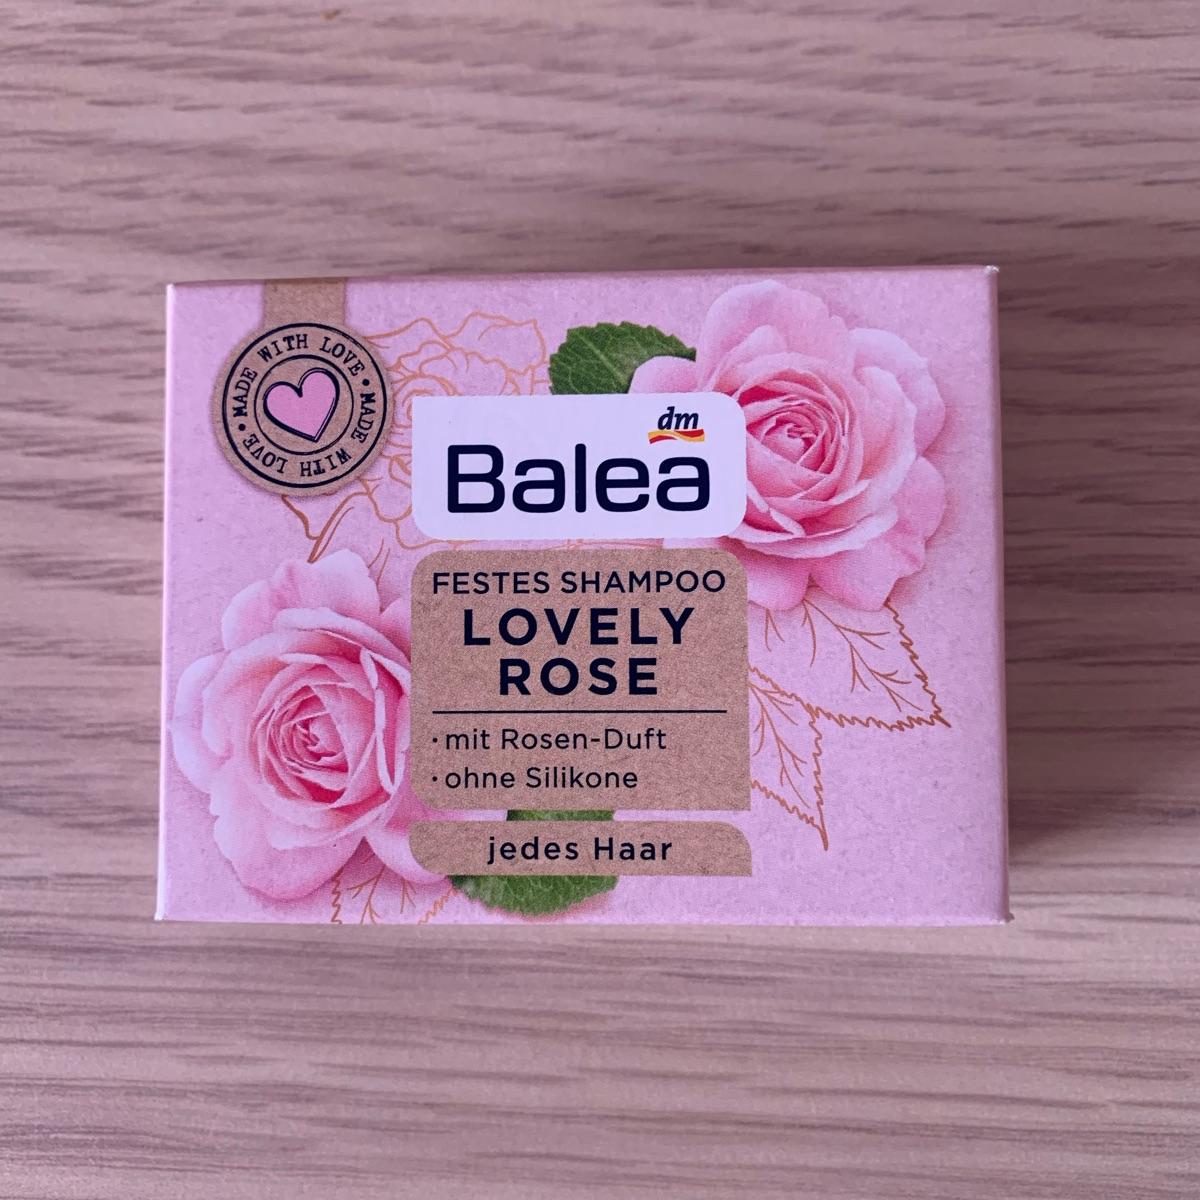 MADE WITH LOVE • MADE WITH LOVE •
dm
Balea
FESTES SHAMPOO
LOVELY
ROSE
· mit Rosen-Duft
· ohne Silikone
jedes Haar